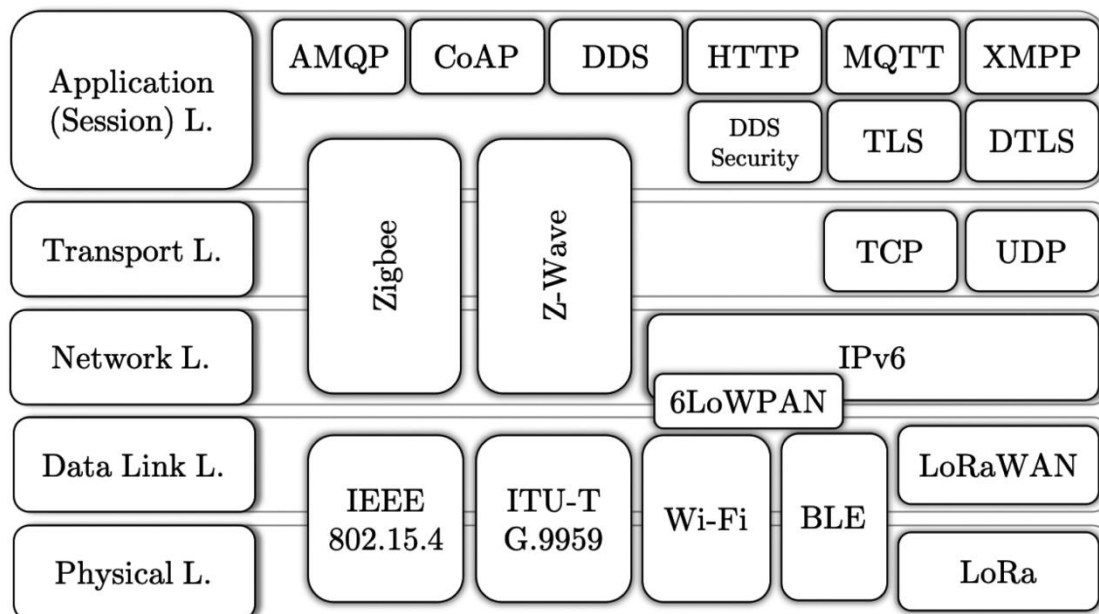 AMQP
CoAP
DDS
HTTP
MQTT
XMPP
Application
(Session) L.
DDS
Security
TLS
DTLS
Zigbee
Z-Wave
Transport L.
TCP
UDP
Network L.
IPv6
6LoWPAN
Data Link L.
IEEE
802.15.4
ITU-T
G.9959
Wi-Fi
BLE
LoRaWAN
Physical L.
LoRa